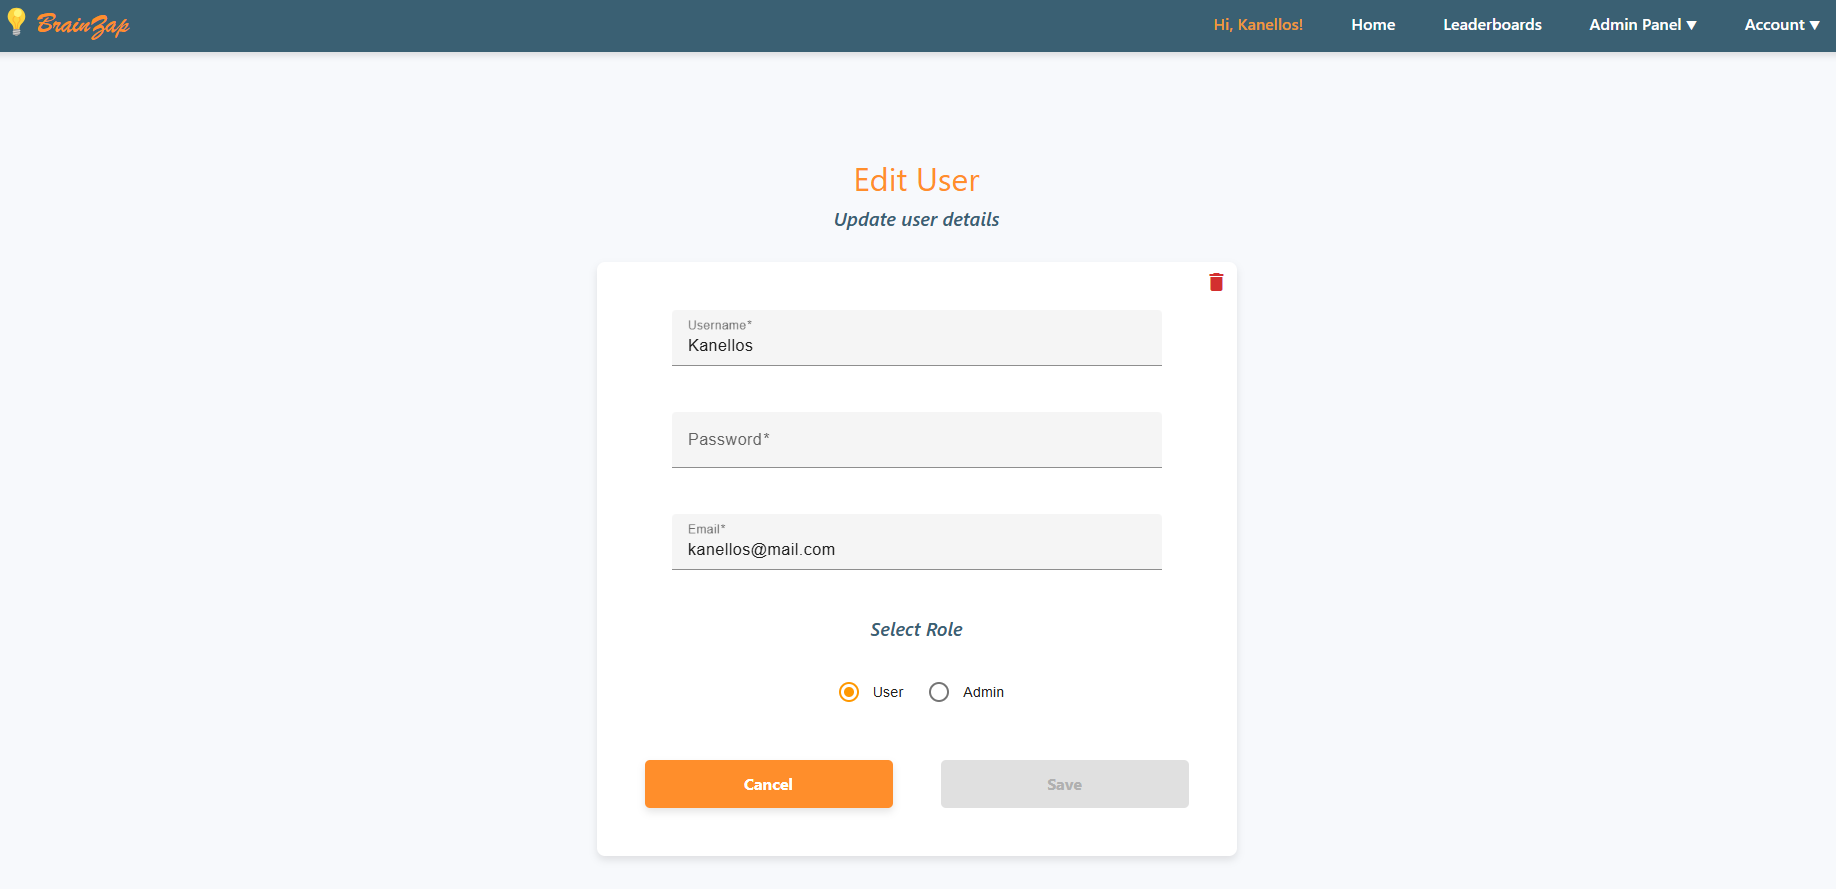 BrainZap
Hi, Kanellos! Home Leaderboards Admin Panel ▼ Account ▼
Edit User
Update user details
Username*
Kanellos
Password*
Email*
kanellos@mail.com
Select Role
User Admin
Cancel Save